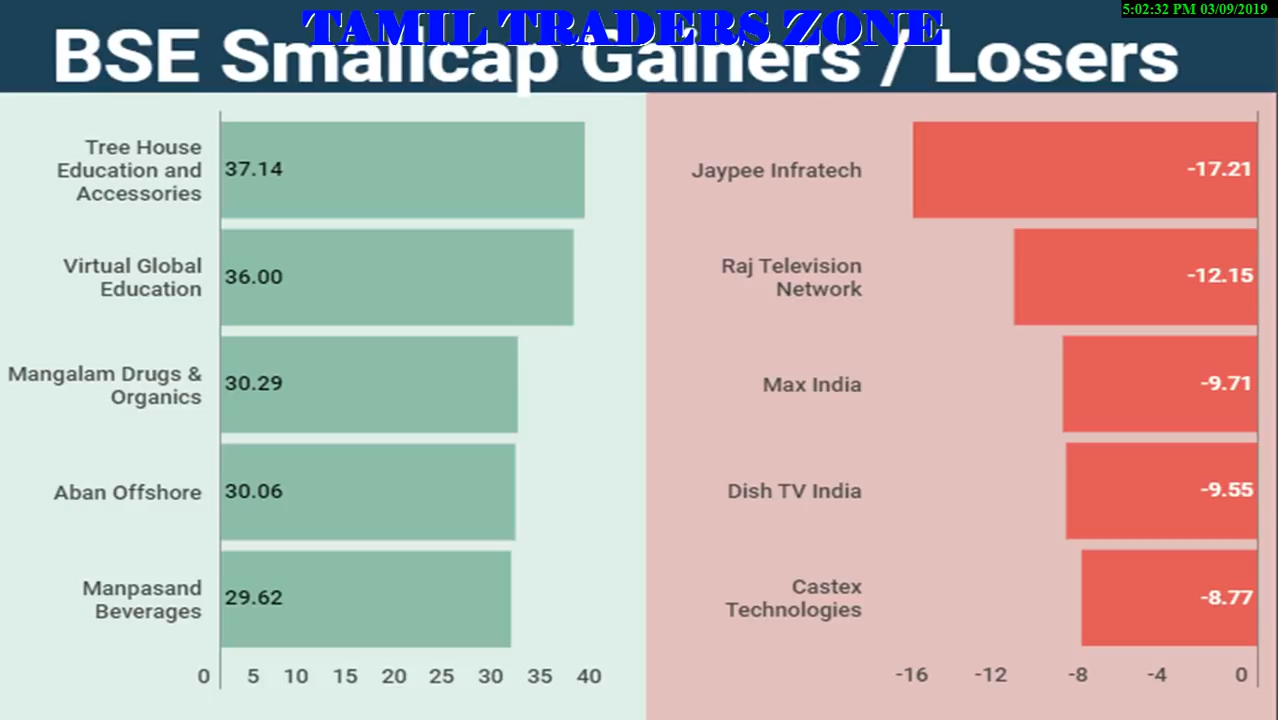 TAMIL TRADERS ZONE
5:02:32 PM 03/09/2019
BSE Smallcap Gainers / Losers
Tree House
Education and
Accessories
37.14
Virtual Global
Education
36.00
Mangalam Drugs &
Organics
30.29
Aban Offshore
30.06
Manpasand
Beverages
29.62
0 5 10 15 20 25 30 35 40
Jaypee Infratech
-17.21
Raj Television
Network
-12.15
Max India
-9.71
Dish TV India
-9.55
Castex
Technologies
-8.77
-16 -12 -8 -4 0